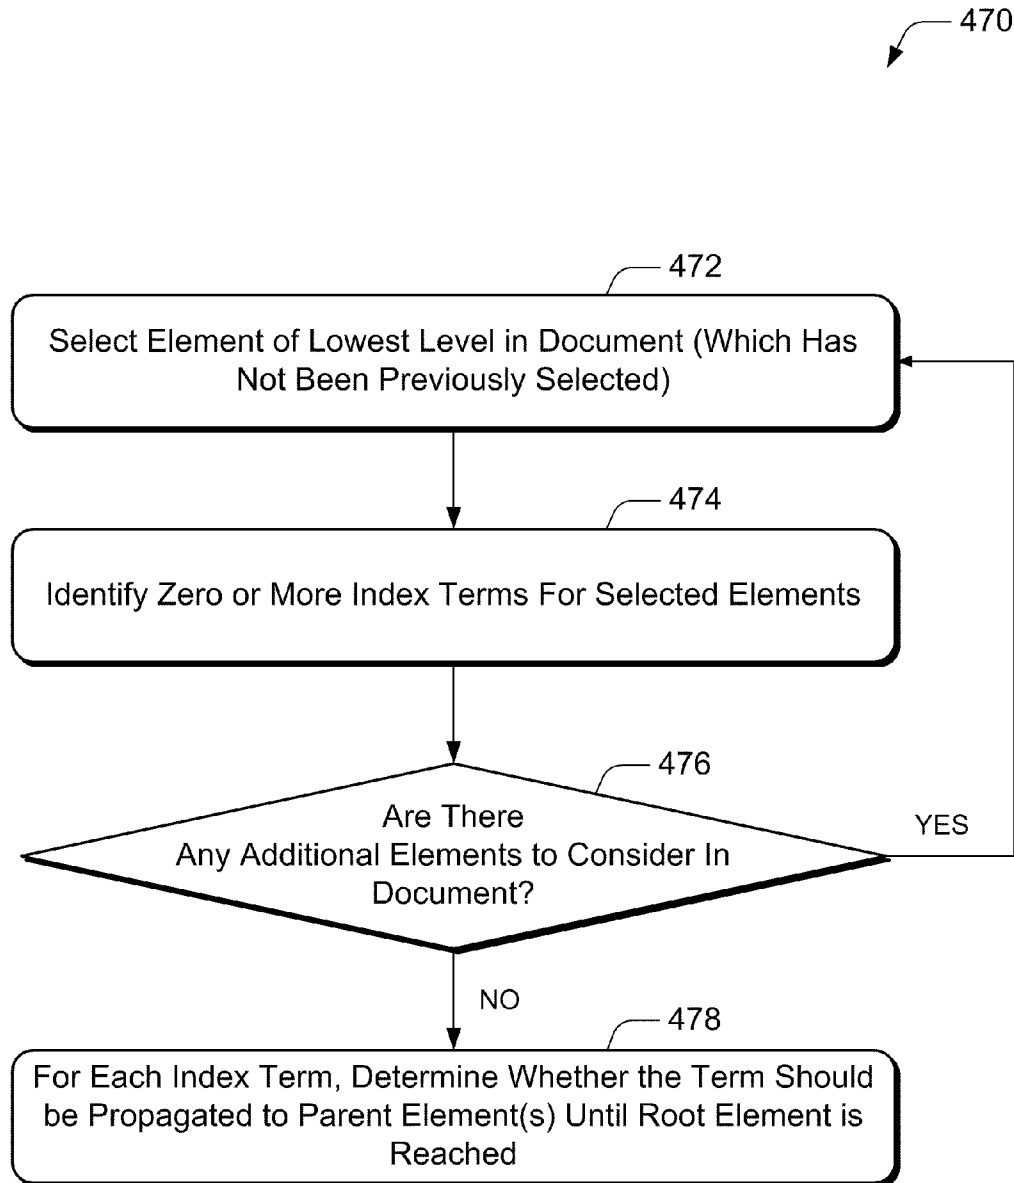 470
472
Select Element of Lowest Level in Document (Which Has
Not Been Previously Selected)
474
Identify Zero or More Index Terms For Selected Elements
476
Are There
Any Additional Elements to Consider In
Document?
YES
NO
478
For Each Index Term, Determine Whether the Term Should
be Propagated to Parent Element(s) Until Root Element is
Reached